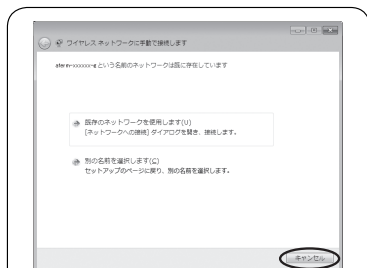 ワイヤレス ネットワークに手動で接続します
aterm-xxxxxx-g という名前のネットワークは既に存在しています
既存のネットワークを使用します(U)
[ネットワークへの接続] ダイアログを開き、接続します。
別の名前を選択します(C)
セットアップのページに戻り、別の名前を選択します。
キャンセル